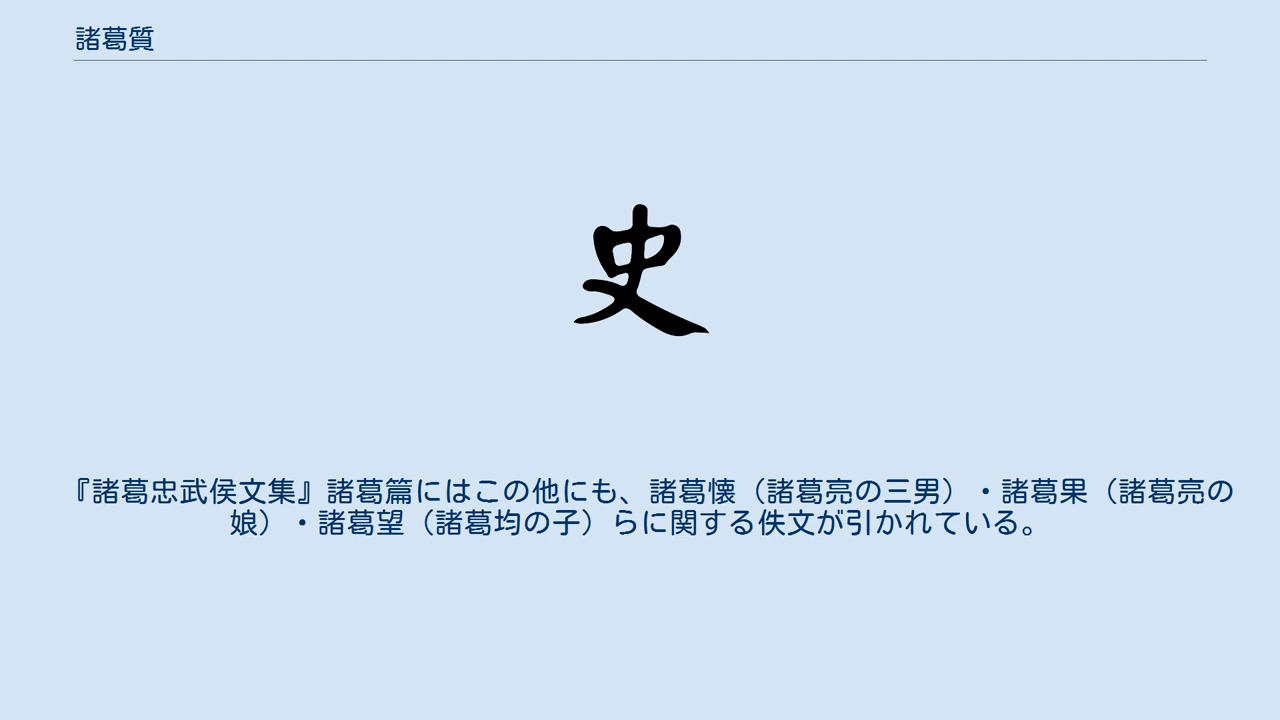 諸葛質
史
『諸葛忠武侯文集』諸葛篇にはこの他にも、諸葛懐（諸葛亮の三男）・諸葛果（諸葛亮の
娘）・諸葛望（諸葛均の子）らに関する佚文が引かれている。